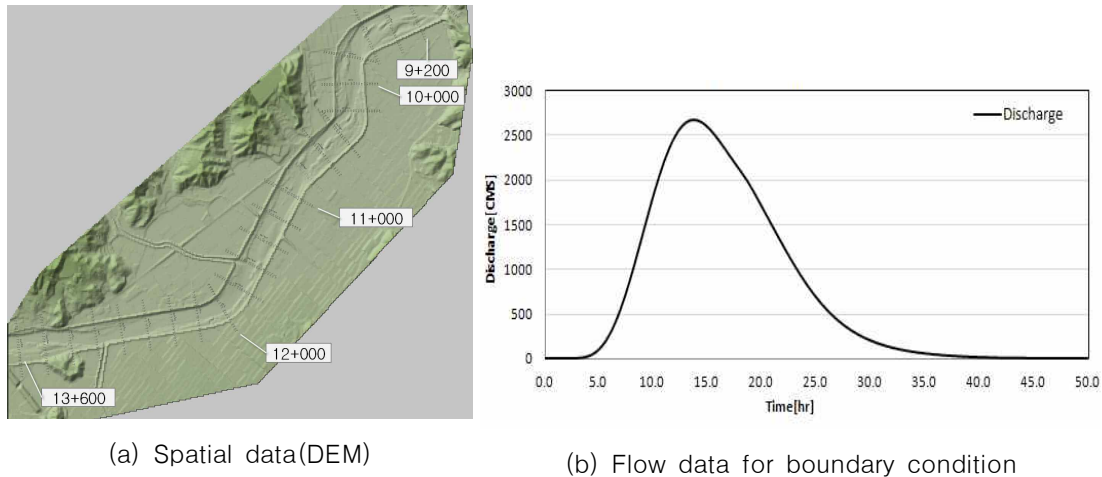 9+200
10+000
11+000
12+000
13+600
(a) Spatial data(DEM)
3000
2500
2000
1500
1000
500
0
Discharge[CMS]
Discharge
0.0 5.0 10.0 15.0 20.0 25.0 30.0 35.0 40.0 45.0 50.0
Time[hr]
(b) Flow data for boundary condition